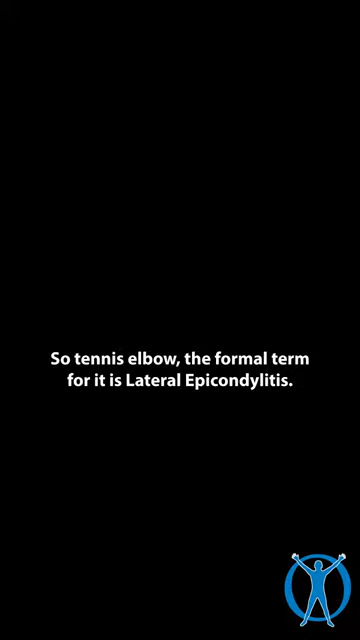 So tennis elbow, the formal term
for it is Lateral Epicondylitis.